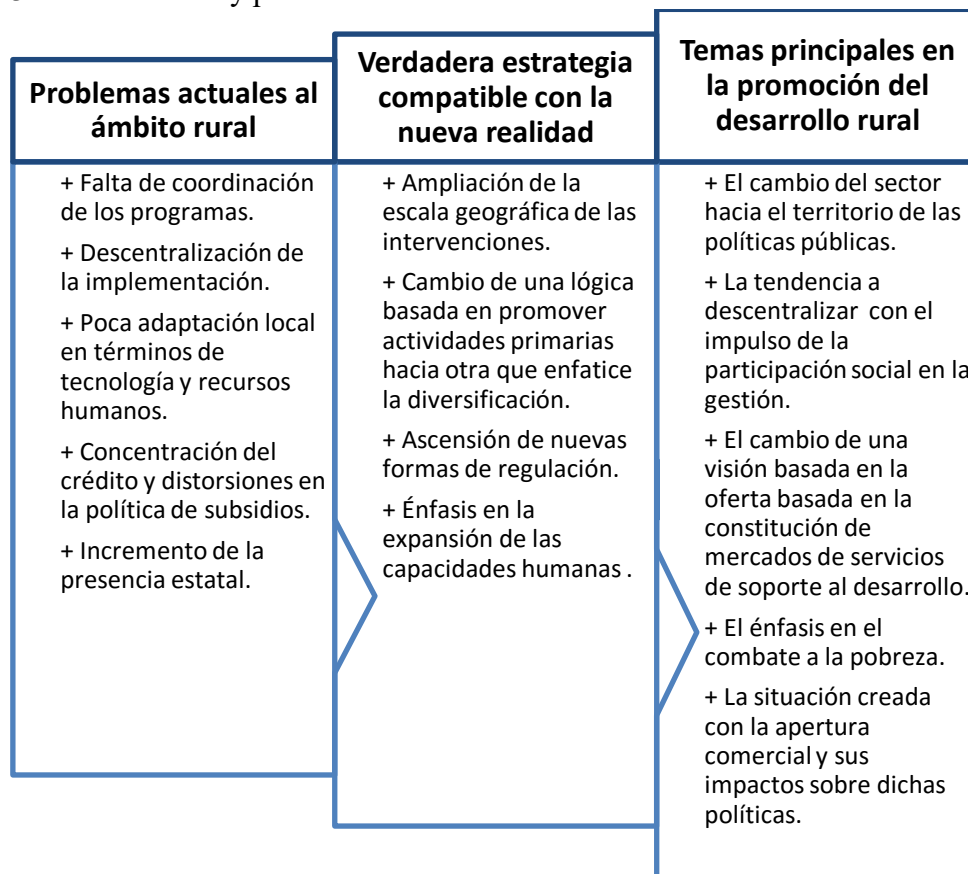 y p
Problemas actuales al
ámbito rural
+ Falta de coordinación
de los programas.
+ Descentralización de
la implementación.
+ Poca adaptación local
en términos de
tecnología y recursos
humanos.
+ Concentración del
crédito y distorsiones en
la política de subsidios.
+ Incremento de la
presencia estatal.
Verdadera estrategia
compatible con la
nueva realidad
+ Ampliación de la
escala geográfica de las
intervenciones.
+ Cambio de una lógica
basada en promover
actividades primarias
hacia otra que enfatice
la diversificación.
+ Ascensión de nuevas
formas de regulación.
+ Énfasis en la
expansión de las
capacidades humanas .
Temas principales en
la promoción del
desarrollo rural
+ El cambio del sector
hacia el territorio de las
políticas públicas.
+ La tendencia a
descentralizar con el
impulso de la
participación social en la
gestión.
+ El cambio de una
visión basada en la
oferta basada en la
constitución de
mercados de servicios
de soporte al desarrollo.
+ El énfasis en el
combate a la pobreza.
+ La situación creada
con la apertura
comercial y sus
impactos sobre dichas
políticas.